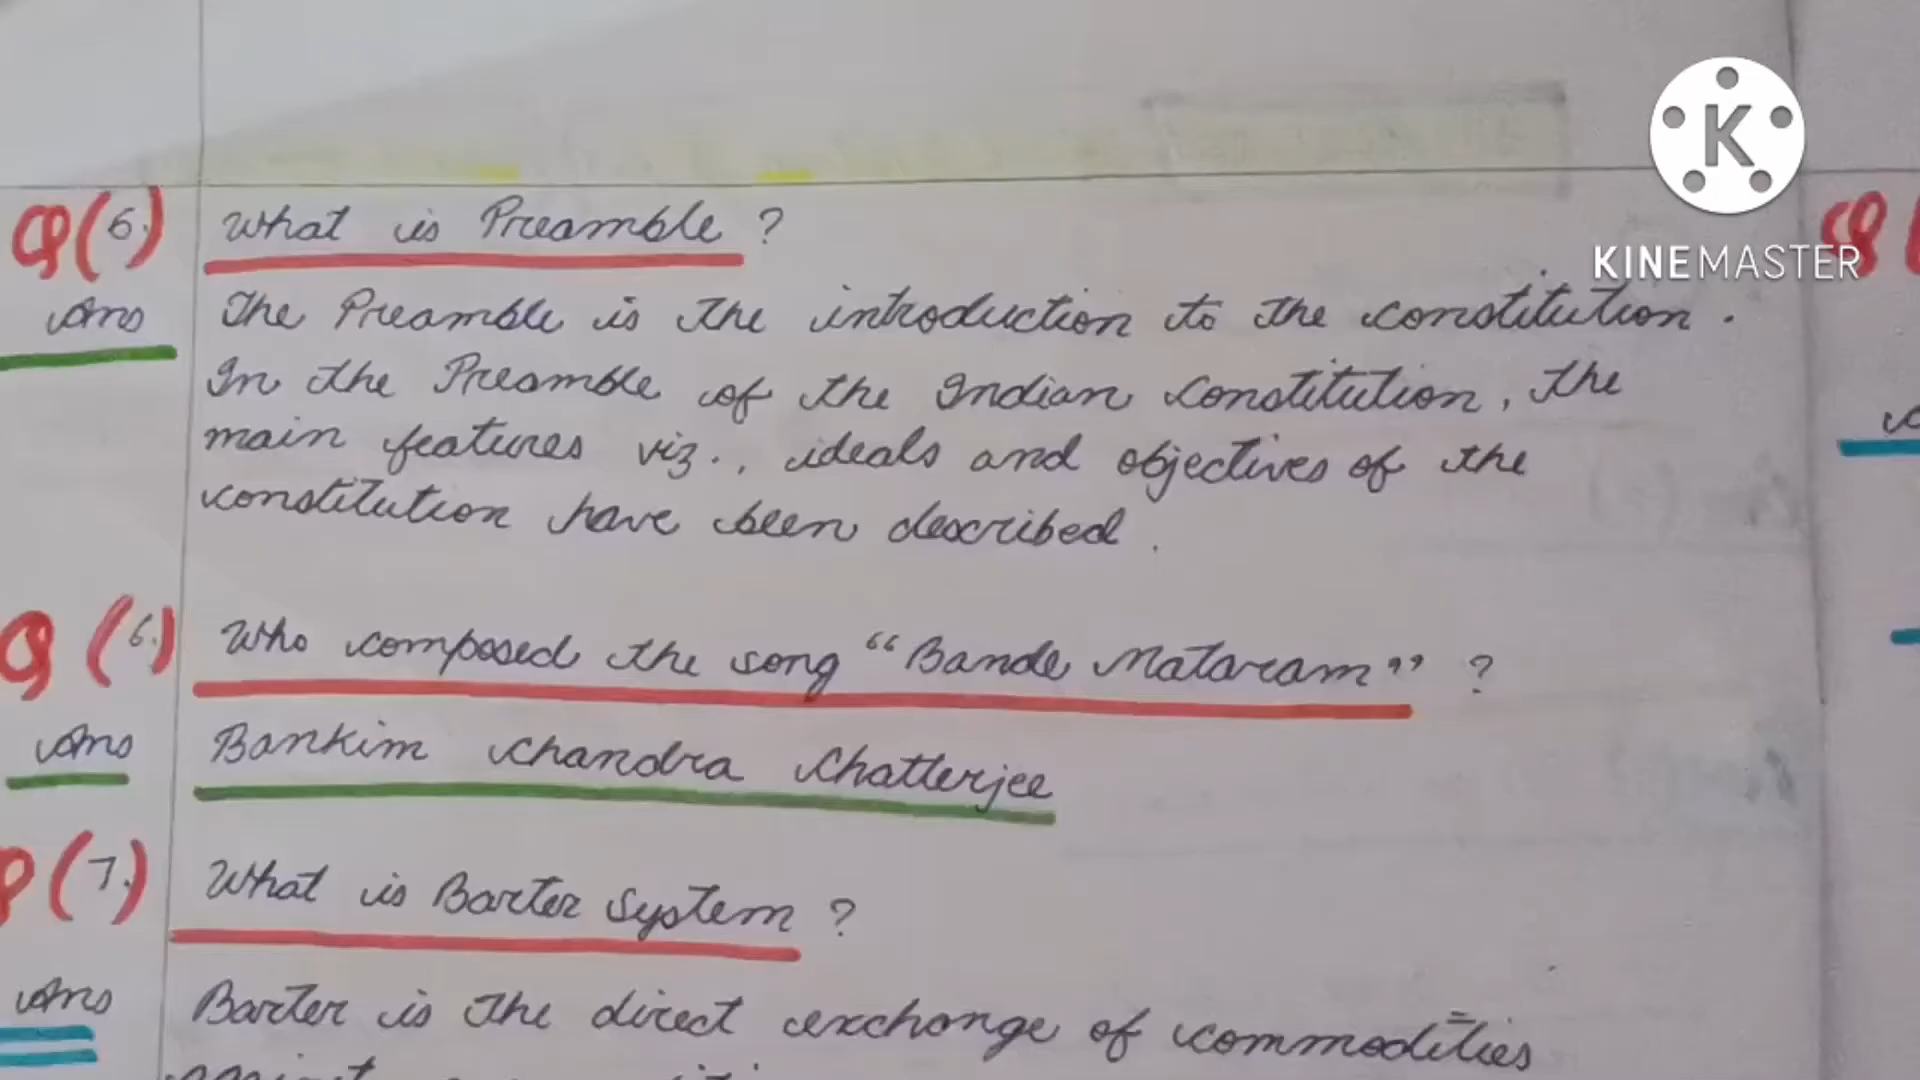 KINEMASTER
Q(6.) What is Preamble ?
Ans The Preamble is the introduction to the constitution.
In the Preamble of the Indian constitution, the
main features viz., ideals and objectives of the
constitution have been described.
Q(6.) Who composed the song "Bande Mataram" ?
Ans Bankim Chandra Chatterjee
Q(7.) What is Barter System ?
Ans Barter is the direct exchange of commodities